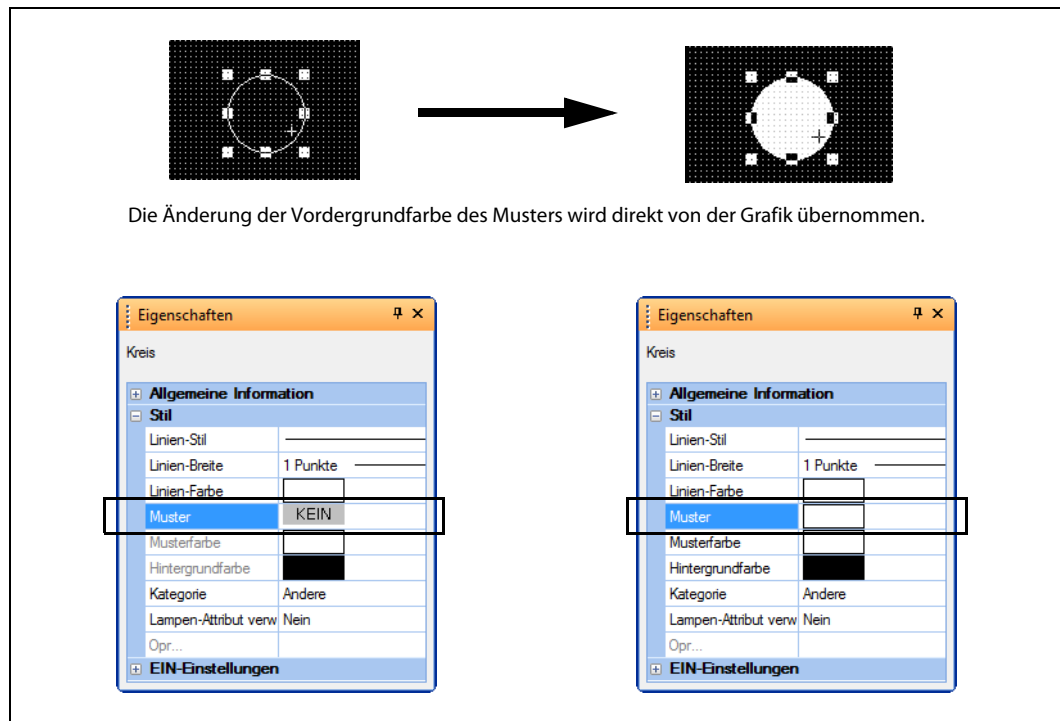 Die Änderung der Vordergrundfarbe des Musters wird direkt von der Grafik übernommen.
Eigenschaften
Kreis
Allgemeine Information
Stil
Linien-Stil
Linien-Breite 1 Punkte
Linien-Farbe
Muster KEIN
Musterfarbe
Hintergrundfarbe
Kategorie Andere
Lampen-Attribut verw Nein
Opr...
EIN-Einstellungen
Eigenschaften
Kreis
Allgemeine Information
Stil
Linien-Stil
Linien-Breite 1 Punkte
Linien-Farbe
Muster
Musterfarbe
Hintergrundfarbe
Kategorie Andere
Lampen-Attribut verw Nein
Opr...
EIN-Einstellungen